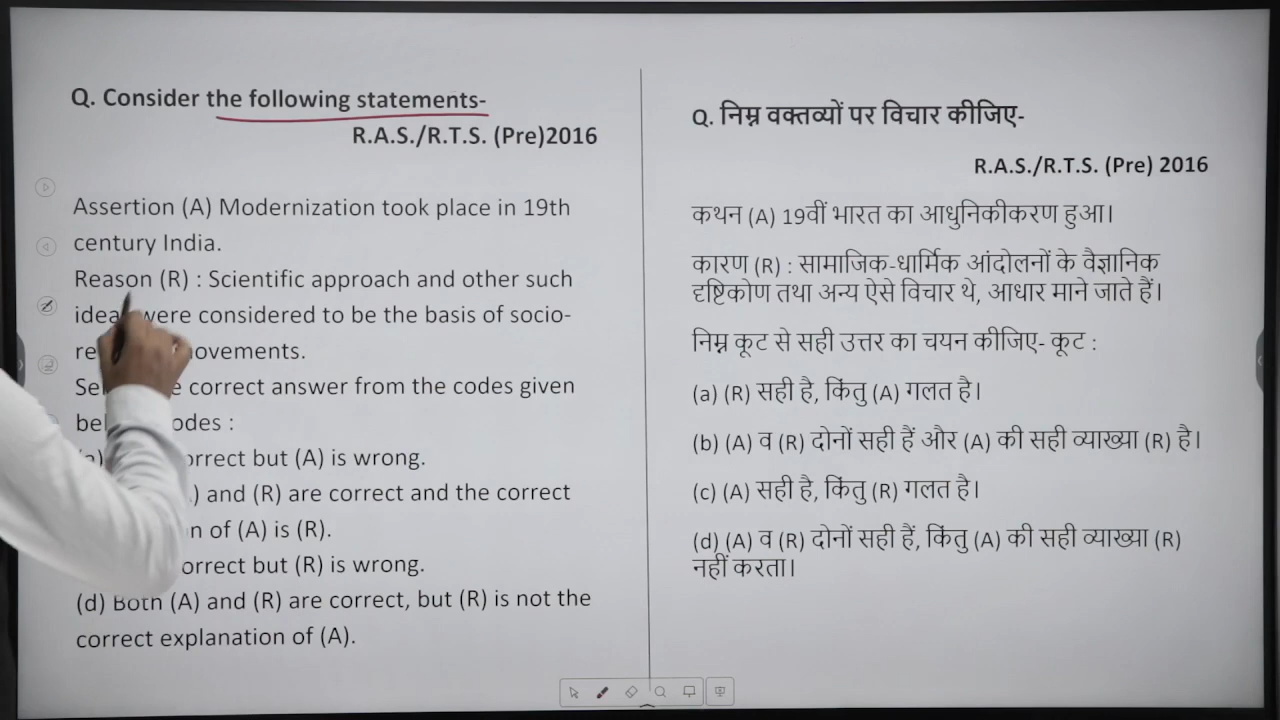 Q. Consider the following statements-
R.A.S./R.T.S. (Pre)2016
Assertion (A) Modernization took place in 19th
century India.
Reason (R) : Scientific approach and other such
were considered to be the basis of socio-
movements.
correct answer from the codes given
but (A) is wrong.
and (R) are correct and the correct
of (A) is (R).
but (R) is wrong.
(d) Both (A) and (R) are correct, but (R) is not the
correct explanation of (A).
Q. निम्न वक्तव्यों पर विचार कीजिए-
R.A.S./R.T.S. (Pre) 2016
कथन (A) 19वीं भारत का आधुनिकीकरण हुआ।
कारण (R) : सामाजिक-धार्मिक आंदोलनों के वैज्ञानिक
दृष्टिकोण तथा अन्य ऐसे विचार थे, आधार माने जाते हैं।
निम्न कूट से सही उत्तर का चयन कीजिए- कूट :
(a) (R) सही है, किंतु (A) गलत है।
(b) (A) व (R) दोनों सही हैं और (A) की सही व्याख्या (R) है।
(c) (A) सही है, किंतु (R) गलत है।
(d) (A) व (R) दोनों सही हैं, किंतु (A) की सही व्याख्या (R)
नहीं करता।